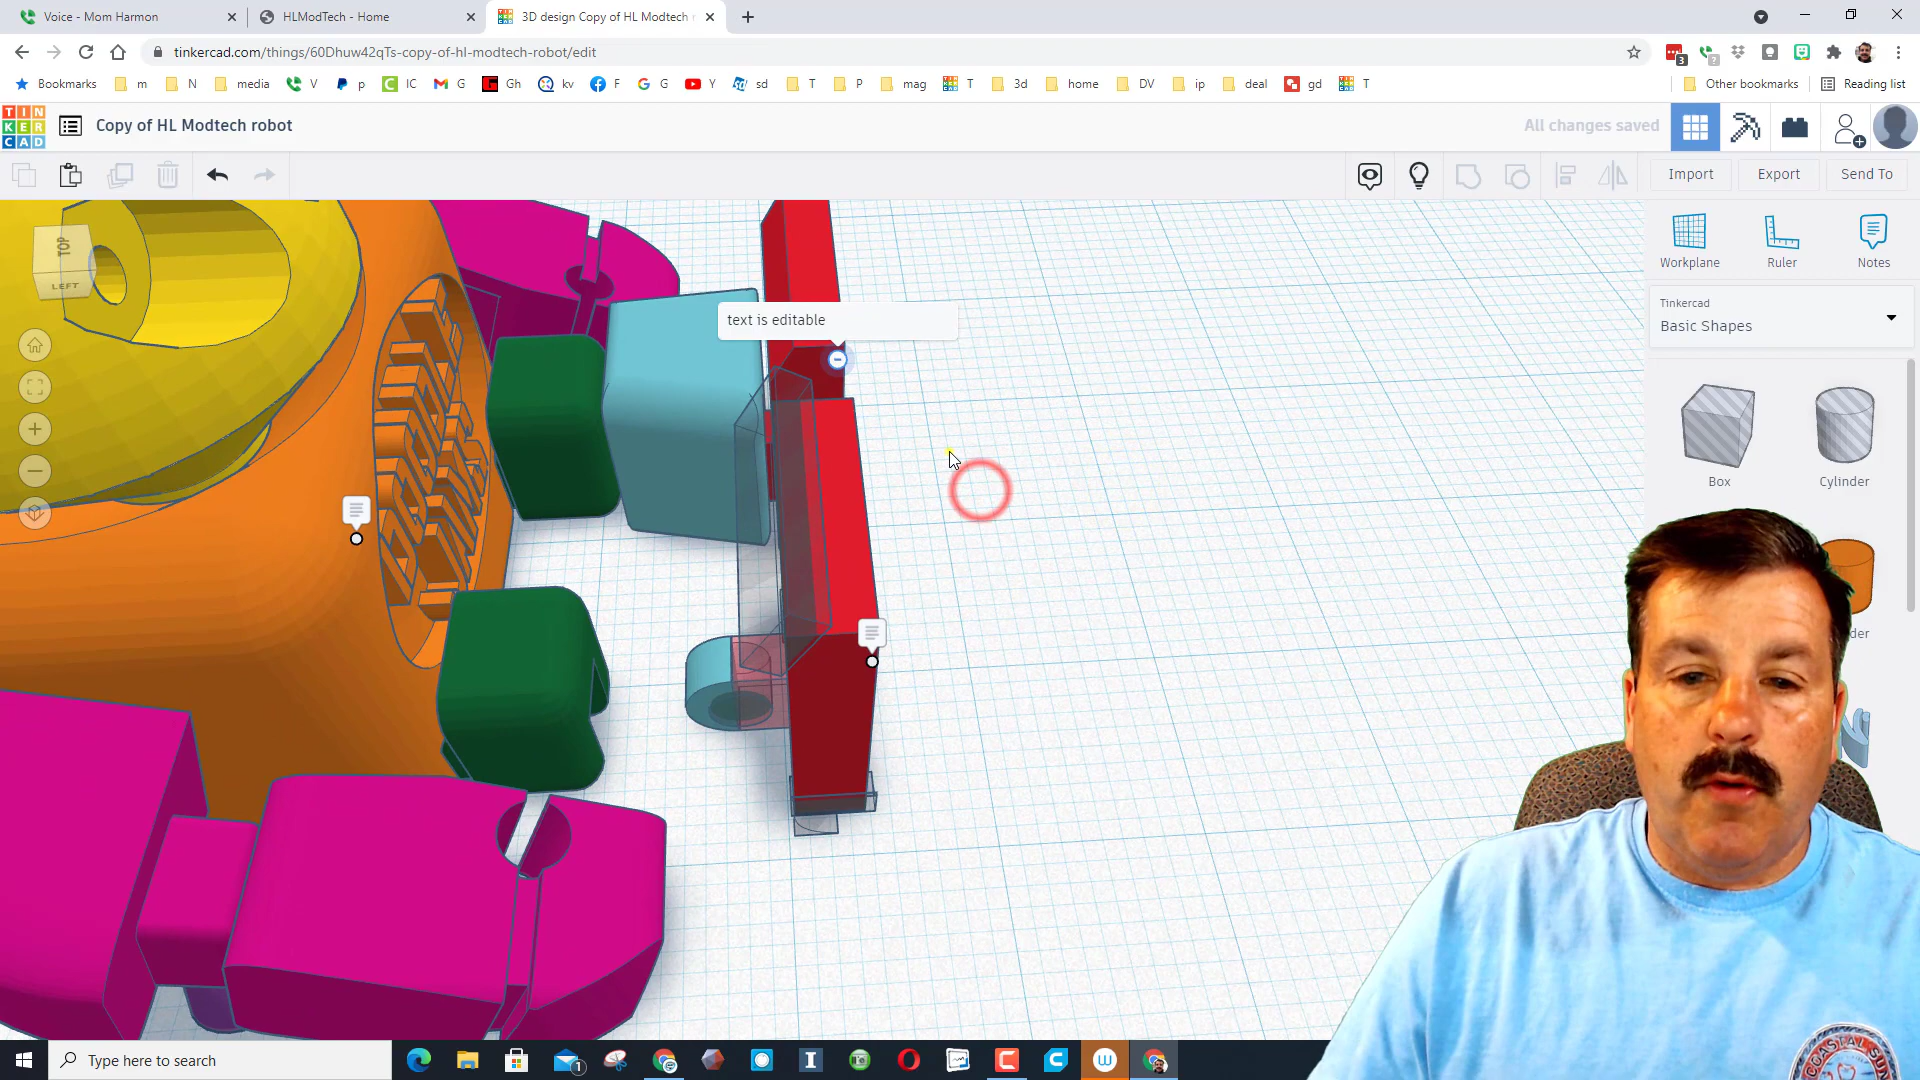 Voice - Mom Harmon
HLModTech - Home
3D design Copy of HL Modtech r
tinkercad.com/things/60Dhuw42qTs-copy-of-hl-modtech-robot/edit
3
?
Bookmarks
m
N
media
V
p
IC
G
Gh
kv
F
G
Y
sd
T
P
mag
T
3d
home
DV
ip
deal
gd
T
Other bookmarks
Reading list
TIN
KER
CAD
Copy of HL Modtech robot
All changes saved
Import
Export
Send To
TOP
LEFT
Workplane
Ruler
Notes
Tinkercad
Basic Shapes
text is editable
Box
Cylinder
Type here to search
1
COASTAL